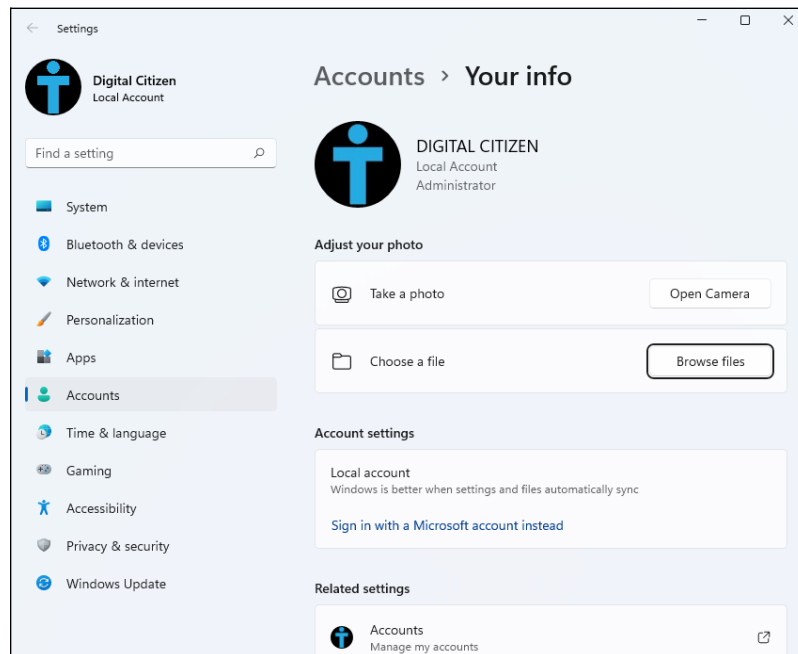 Settings
Digital Citizen
Local Account
Find a setting
System
Bluetooth & devices
Network & internet
Personalization
Apps
Accounts
Time & language
Gaming
Accessibility
Privacy & security
Windows Update
Accounts > Your info
DIGITAL CITIZEN
Local Account
Administrator
Adjust your photo
Take a photo
Open Camera
Choose a file
Browse files
Account settings
Local account
Windows is better when settings and files automatically sync
Sign in with a Microsoft account instead
Related settings
Accounts
Manage my accounts